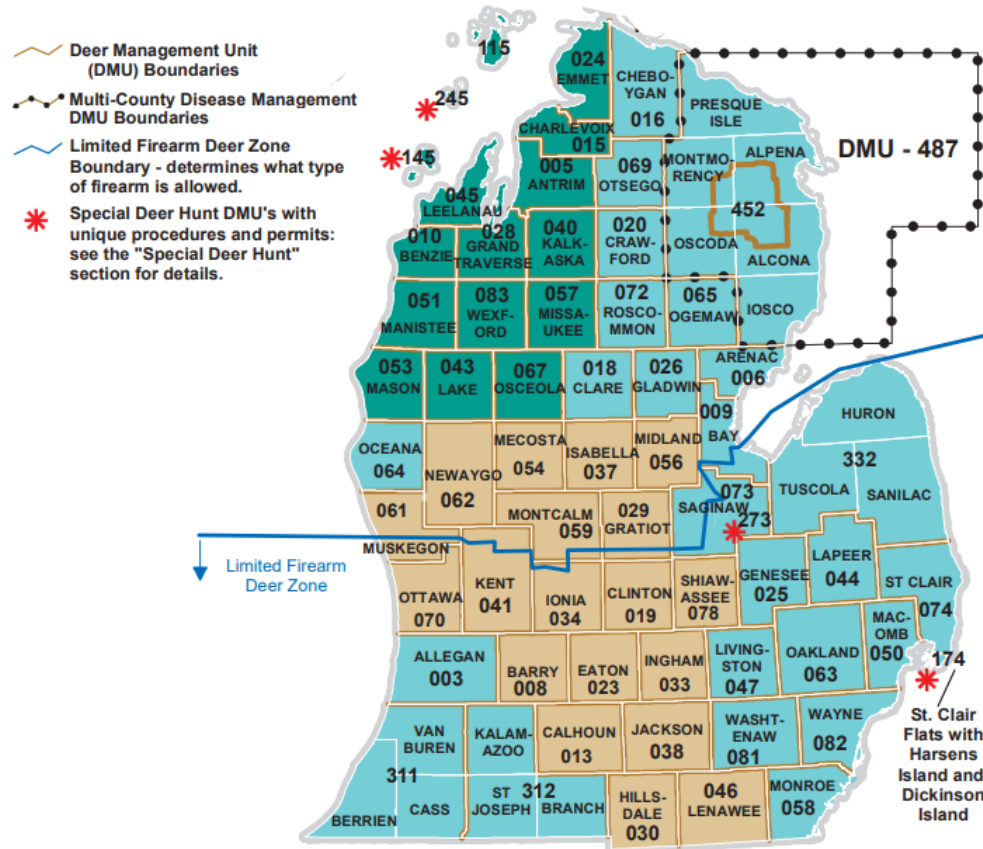 Deer Management Unit
(DMU) Boundaries
Multi-County Disease Management
DMU Boundaries
Limited Firearm Deer Zone
Boundary - determines what type
of firearm is allowed.
Special Deer Hunt DMU's with
unique procedures and permits:
see the "Special Deer Hunt"
section for details.
115
245
145
024
EMMET
CHEBO-
YGAN
016
PRESQUE
ISLE
CHARLEVOIX
015
005
ANTRIM
069
OTSEGO
MONTMO-
RENCY
ALPENA
DMU - 487
045
LEELANAU
452
010
BENZIE
028
GRAND
TRAVERSE
040
KALK-
ASKA
020
CRAW-
FORD
OSCODA
ALCONA
051
MANISTEE
083
WEXF-
ORD
057
MISSA-
UKEE
072
ROSCO-
MMON
065
OGEMAW
IOSCO
053
MASON
043
LAKE
067
OSCEOLA
018
CLARE
026
GLADWIN
ARENAC
006
009
BAY
HURON
OCEANA
064
NEWAYGO
062
MECOSTA
054
ISABELLA
037
MIDLAND
056
332
TUSCOLA
SANILAC
061
MUSKEGON
MONTCALM
059
029
GRATIOT
073
SAGINAW
273
Limited Firearm
Deer Zone
OTTAWA
070
KENT
041
IONIA
034
CLINTON
019
SHIAW-
ASSEE
078
GENESEE
025
LAPEER
044
ST CLAIR
074
ALLEGAN
003
BARRY
008
EATON
023
INGHAM
033
LIVING-
STON
047
OAKLAND
063
MAC-
OMB
050
174
St. Clair
Flats with
Harsens
Island and
Dickinson
Island
VAN
BUREN
KALAM-
AZOO
CALHOUN
013
JACKSON
038
WASHT-
ENAW
081
WAYNE
082
311
BERRIEN
CASS
312
ST
JOSEPH
BRANCH
HILLS-
DALE
030
046
LENAWEE
MONROE
058